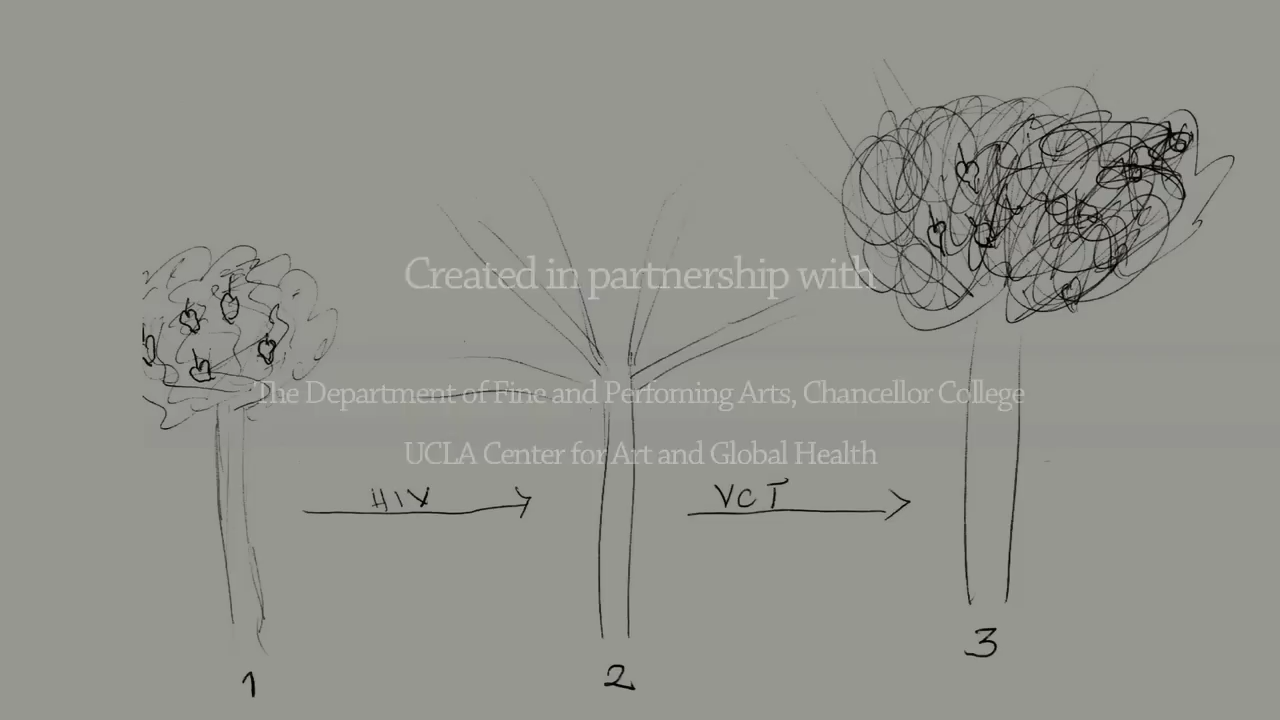 Created in partnership with
The Department of Fine and Perfoming Arts, Chancellor College
UCLA Center for Art and Global Health
HIV
VCT
1
2
3